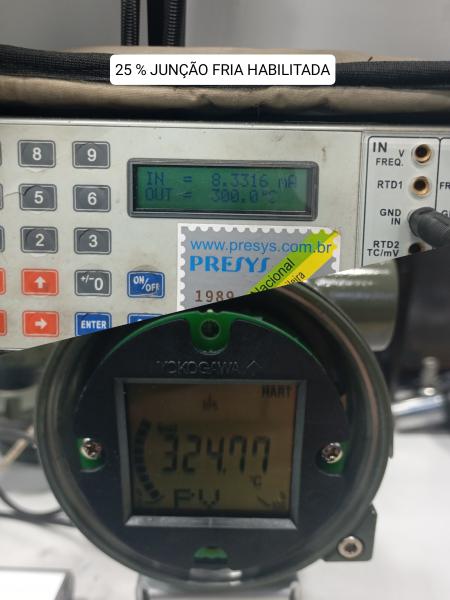 25 % JUNÇÃO FRIA HABILITADA
8 9
5 6
2 3
+/-0
ON/OFF
ENTER
IN = 8.3316 mA
OUT = 300.0°C
www.presys.com.br
PRESYS
1989
Nacional
IN V
FREQ.
RTD1
GND
IN
RTD2
TC/mV
YOKOGAWA
HART
324.77
°C
PV